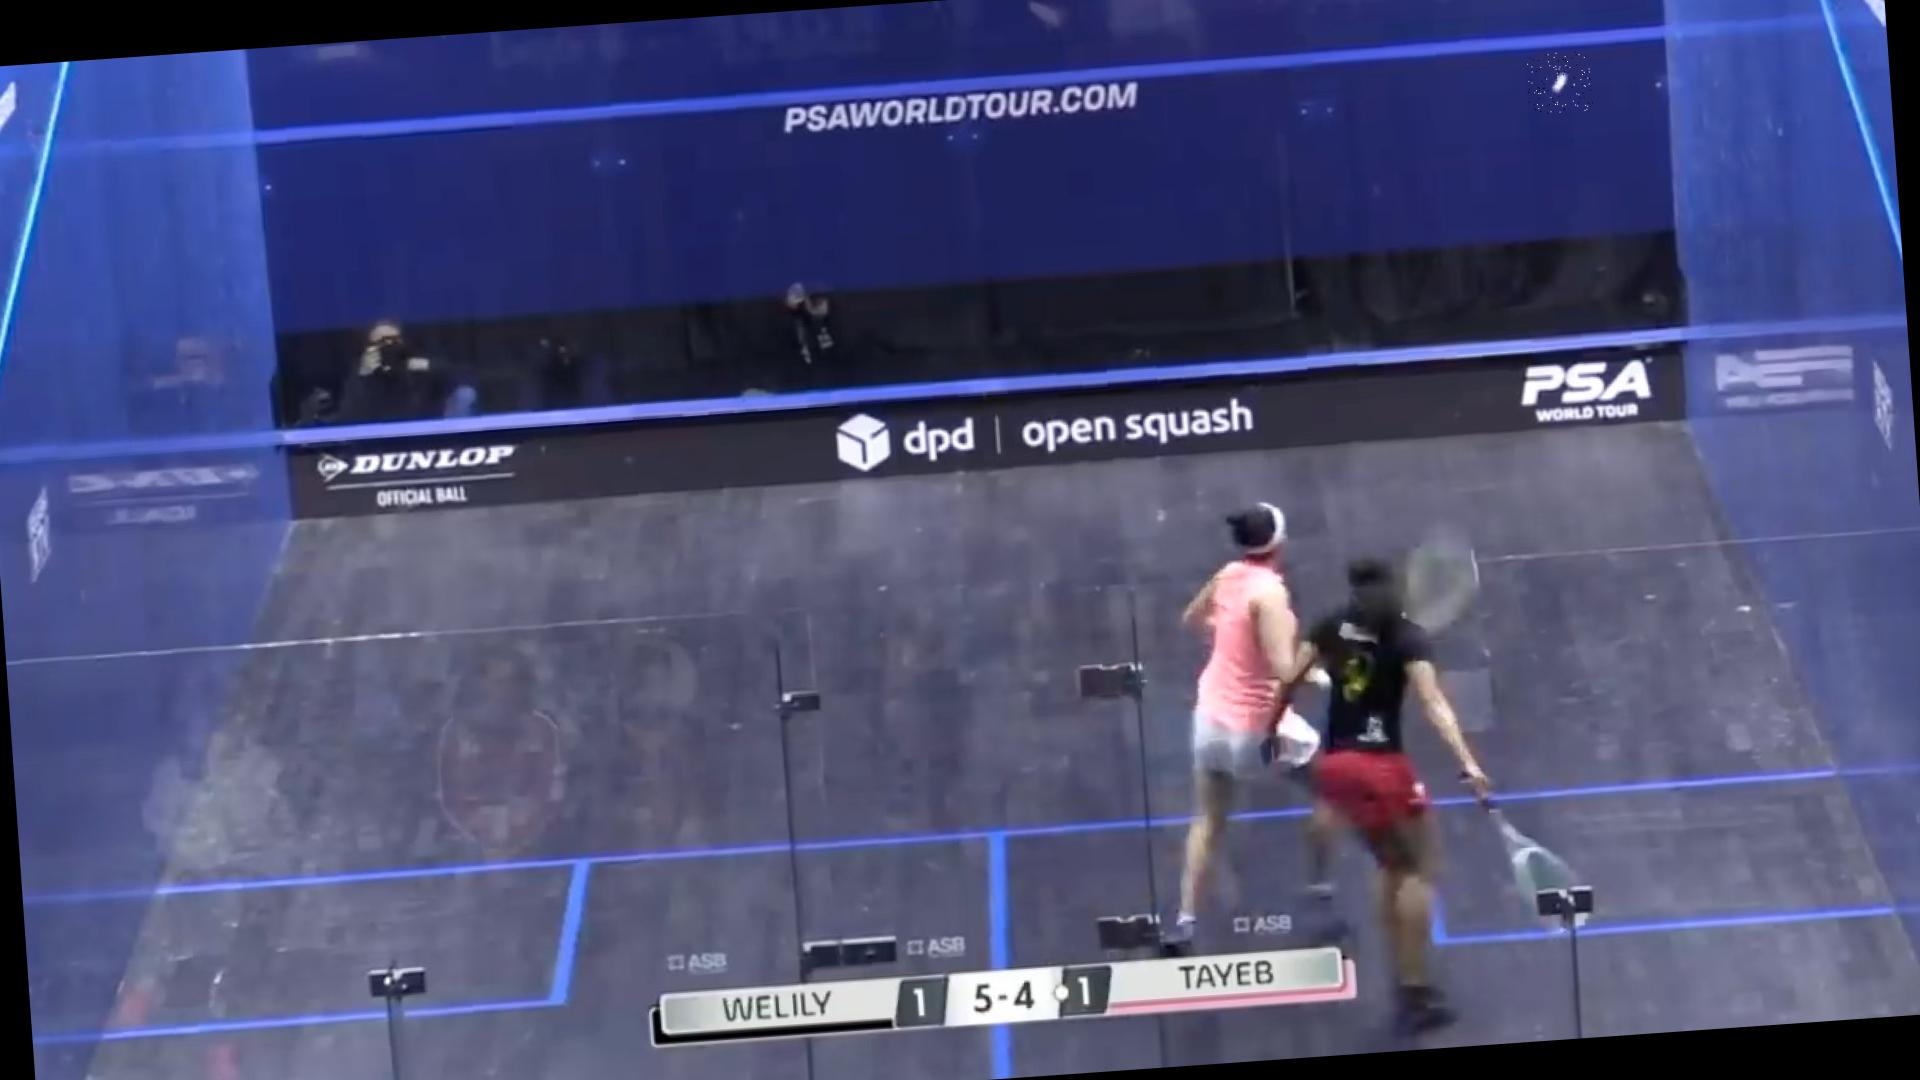 PSAWORLDTOUR.COM
PSA
WORLD TOUR
dpd | open squash
DUNLOP
OFFICIAL BALL
ASB
ASB
ASB
WELILY 1 5-4 1 TAYEB